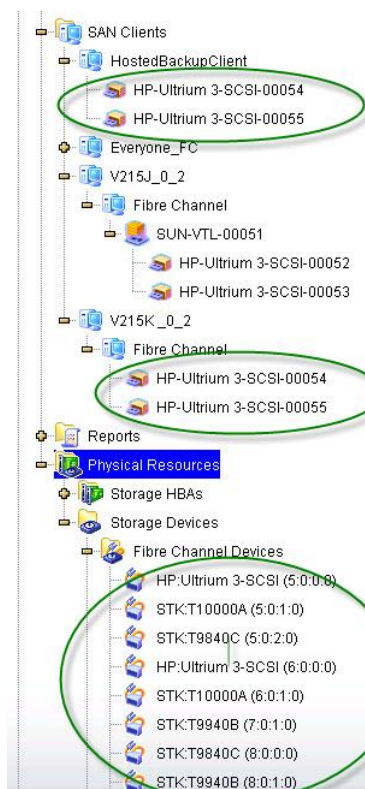 SAN Clients
HostedBackupClient
HP-Ultrium 3-SCSI-00054
HP-Ultrium 3-SCSI-00055
Everyone_FC
V215J_0_2
Fibre Channel
SUN-VTL-00051
HP-Ultrium 3-SCSI-00052
HP-Ultrium 3-SCSI-00053
V215K_0_2
Fibre Channel
HP-Ultrium 3-SCSI-00054
HP-Ultrium 3-SCSI-00055
Reports
Physical Resources
Storage HBAs
Storage Devices
Fibre Channel Devices
HP:Ultrium 3-SCSI (5:0:0:0)
STK:T10000A (5:0:1:0)
STK:T9840C (5:0:2:0)
HP:Ultrium 3-SCSI (6:0:0:0)
STK:T10000A (6:0:1:0)
STK:T9940B (7:0:1:0)
STK:T9840C (8:0:0:0)
STK:T9940B (8:0:1:0)